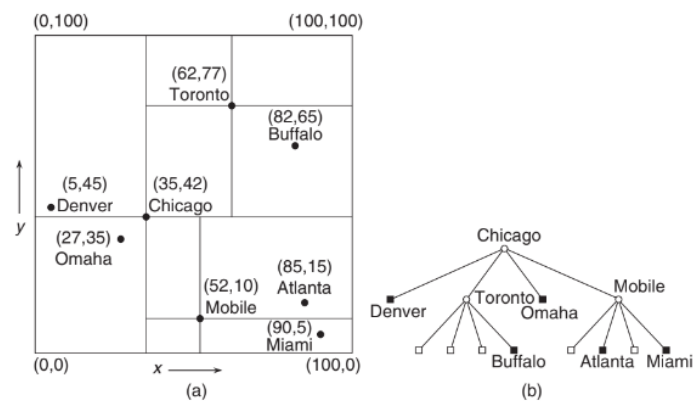 (0,100) (100,100)
(62,77)
Toronto
(82,65)
Buffalo
(5,45) (35,42)
Denver Chicago
y
(27,35)
Omaha
(52,10) (85,15)
Mobile Atlanta
(90,5)
Miami
(0,0) x (100,0)
(a)
Chicago
Mobile
Denver Toronto Omaha
Buffalo Atlanta Miami
(b)